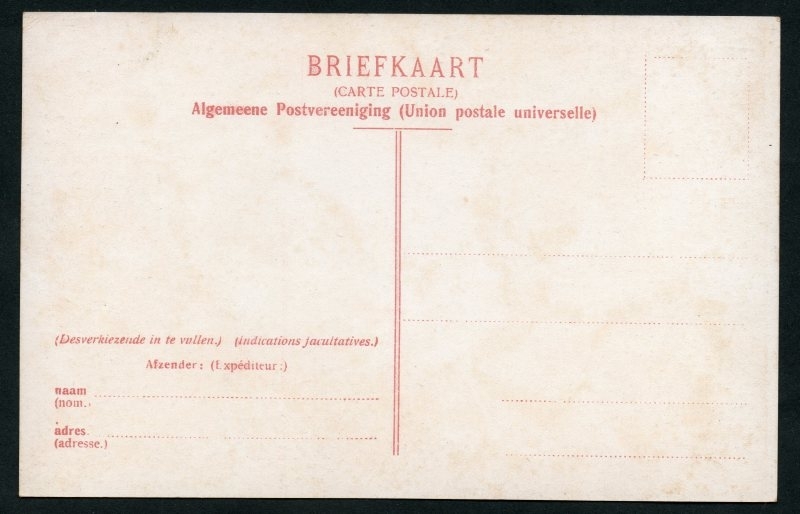 BRIEFKAART
(CARTE POSTALE)
Algemeene Postvereeniging (Union postale universelle)
(Desverkiezende in te vullen.) (Indications facultatives.)
Afzender: (Expéditeur:)
naam
(nom.
adres.
(adresse.)